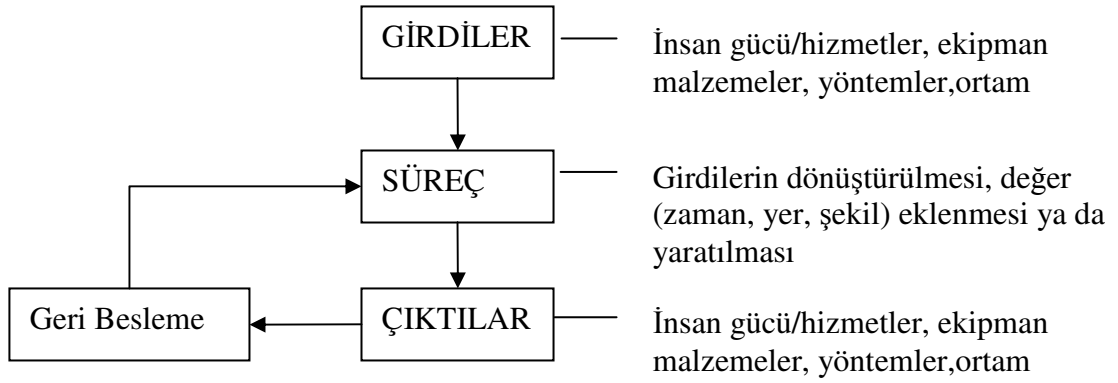 GİRDİLER
İnsan gücü/hizmetler, ekipman
malzemeler, yöntemler,ortam
SÜREÇ
Girdilerin dönüştürülmesi, değer
(zaman, yer, şekil) eklenmesi ya da
yaratılması
Geri Besleme
ÇIKTILAR
İnsan gücü/hizmetler, ekipman
malzemeler, yöntemler,ortam